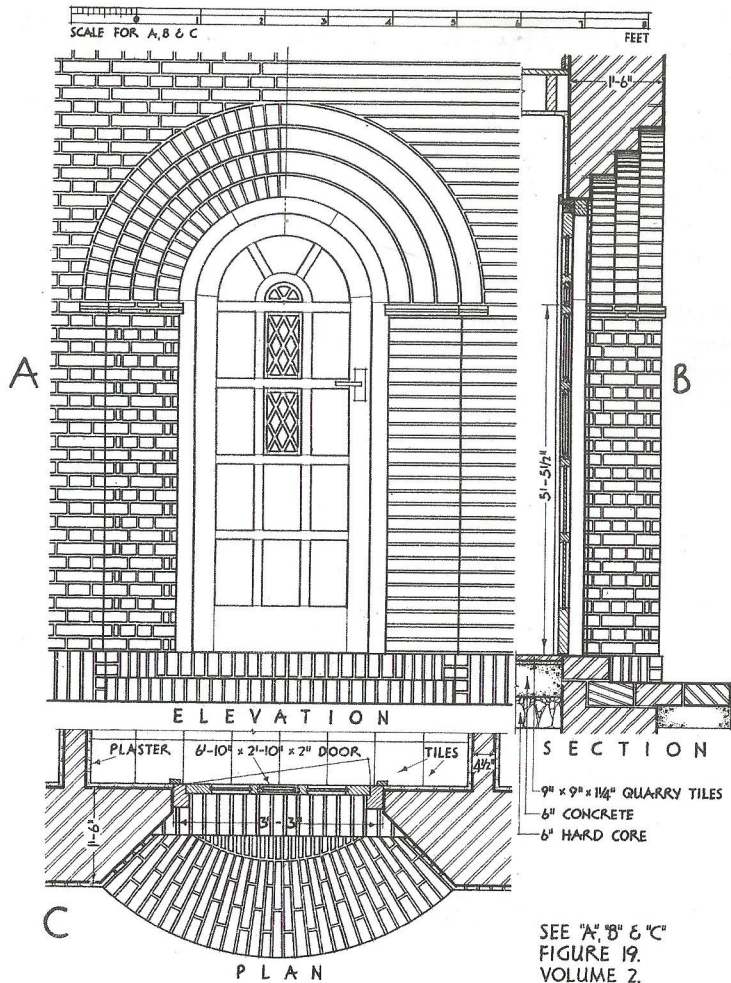 0 1 2 3 4 5 6 7 8
SCALE FOR A, B & C FEET
1'-6"
A
B
5'-5½"
ELEVATION
SECTION
PLASTER 6'-10" × 2'-10" × 2" DOOR TILES 4½"
9" × 9" × 1¼" QUARRY TILES
6" CONCRETE
6" HARD CORE
3'-3"
1'-6"
C
PLAN
SEE "A", "B" & "C"
FIGURE 19.
VOLUME 2.